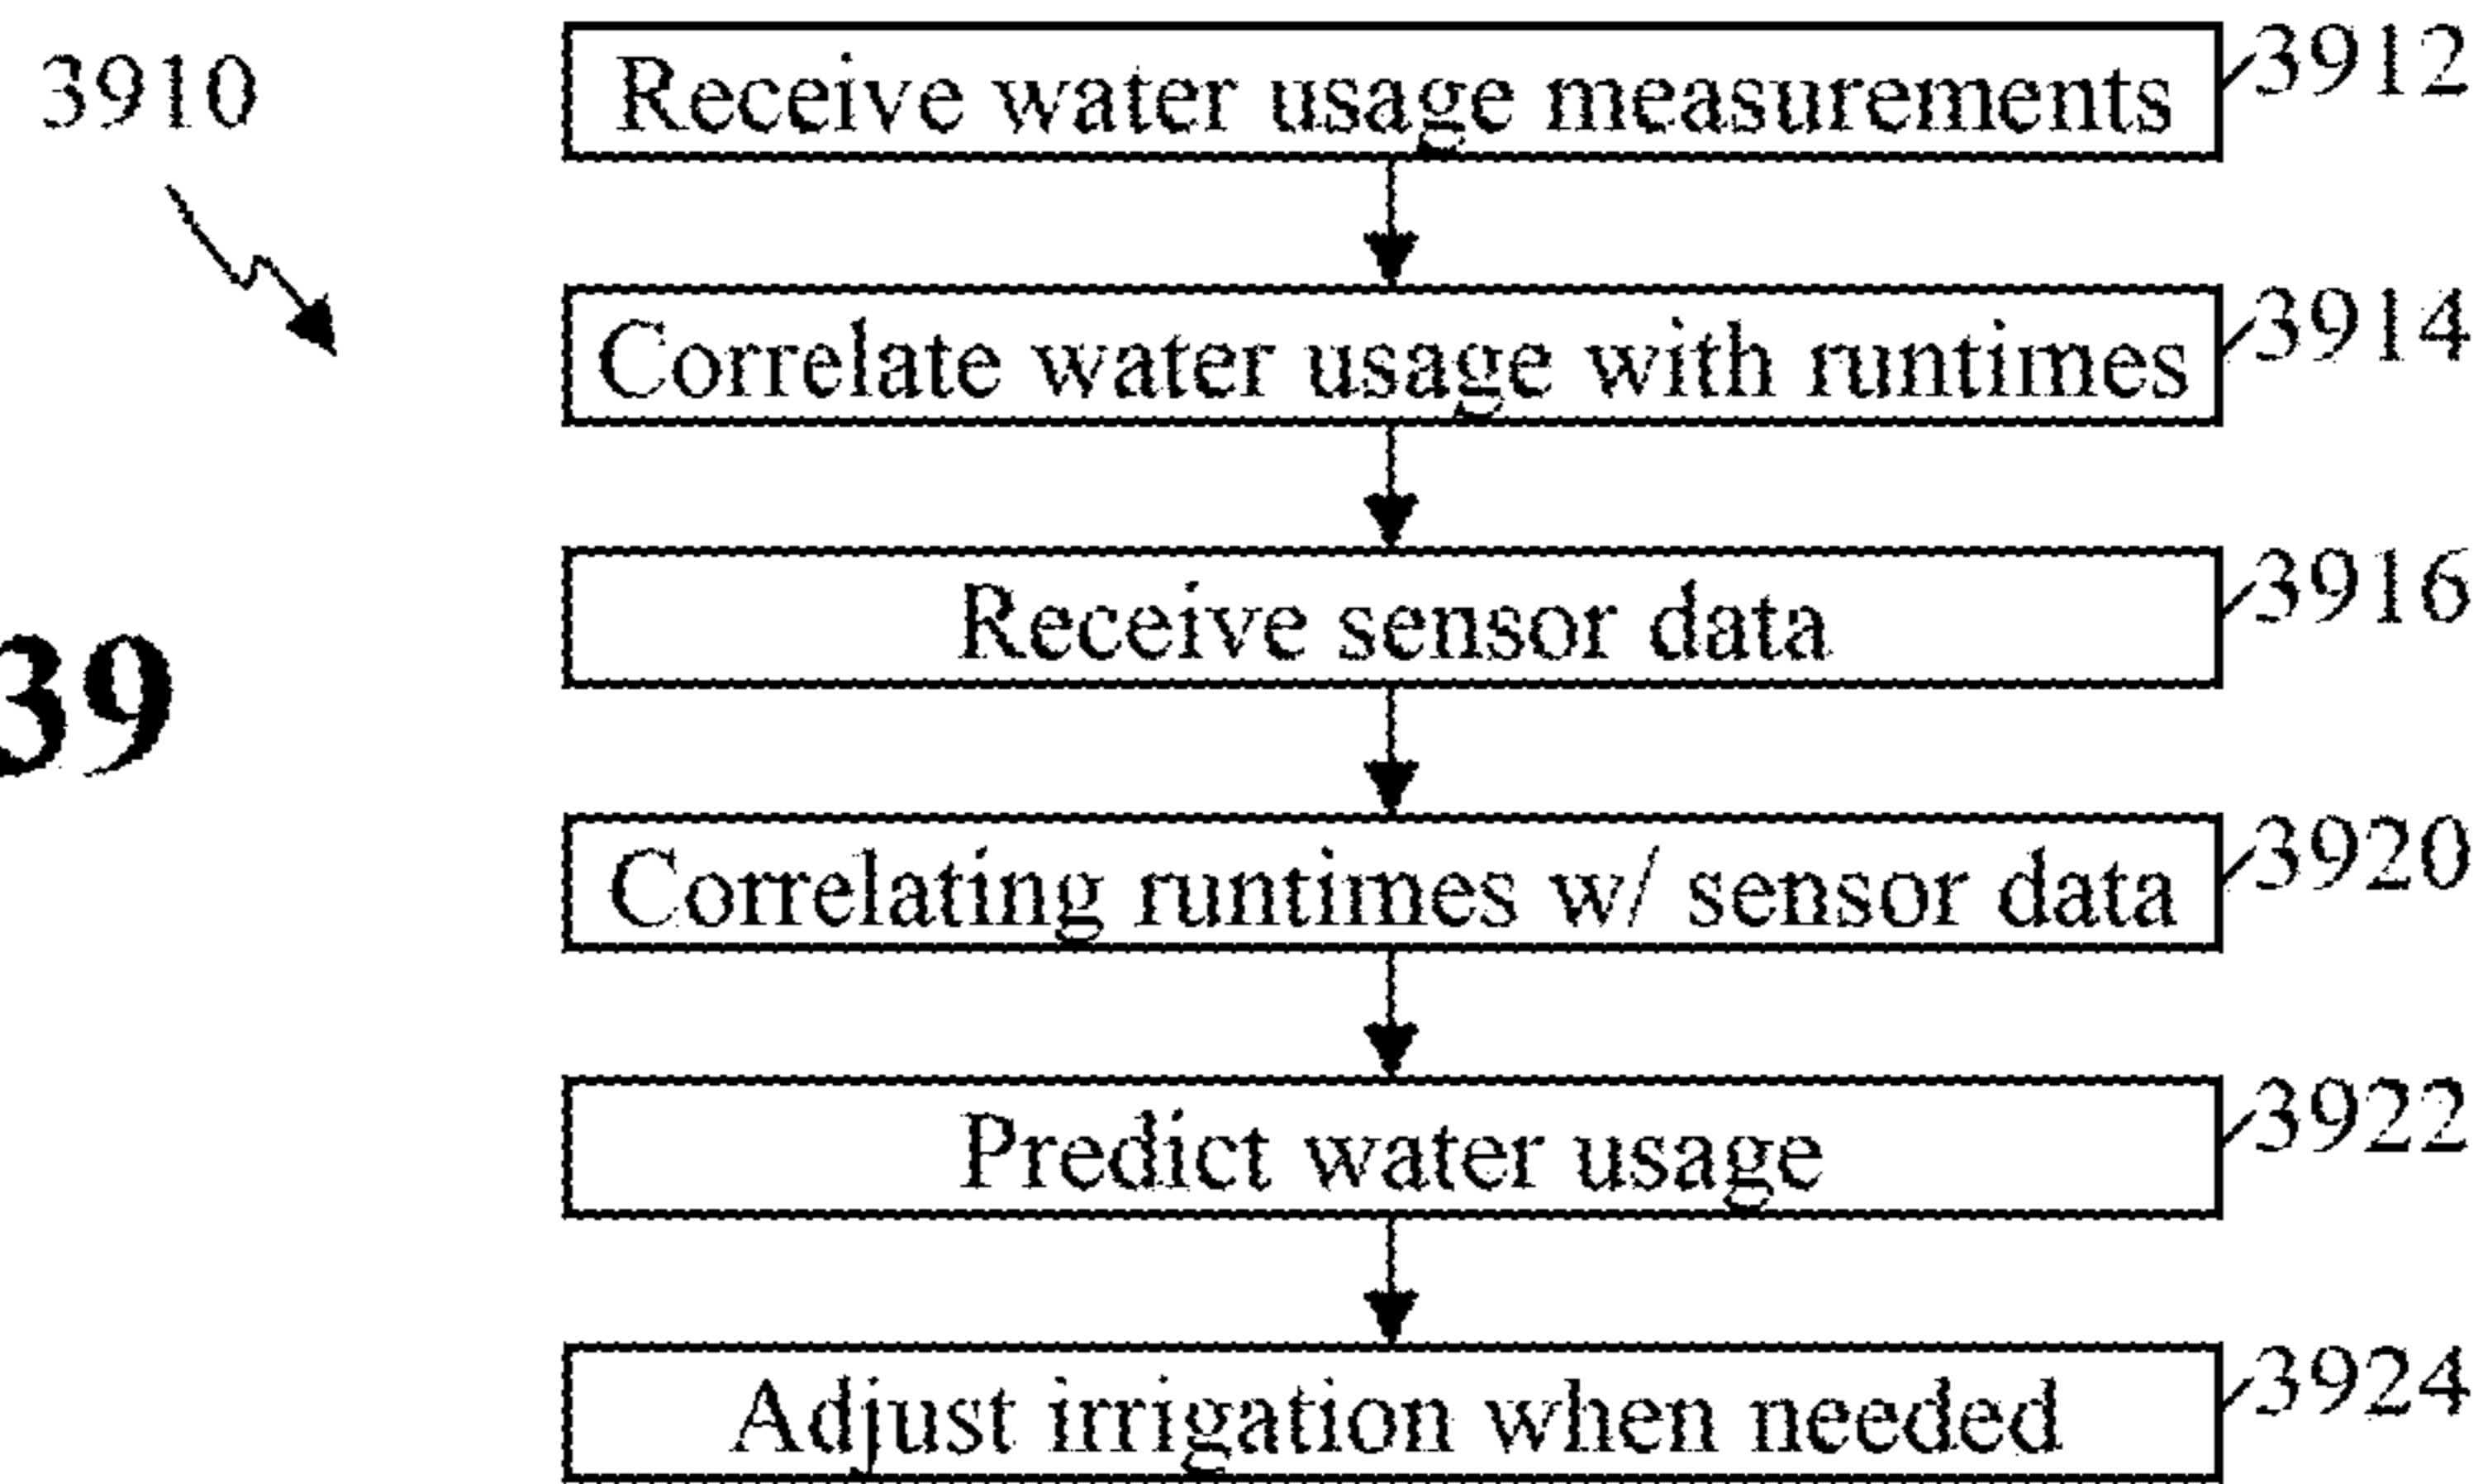 3910
Receive water usage measurements
3912
Correlate water usage with runtimes
3914
Receive sensor data
3916
39
Correlating runtimes w/ sensor data
3920
Predict water usage
3922
Adjust irrigation when needed
3924